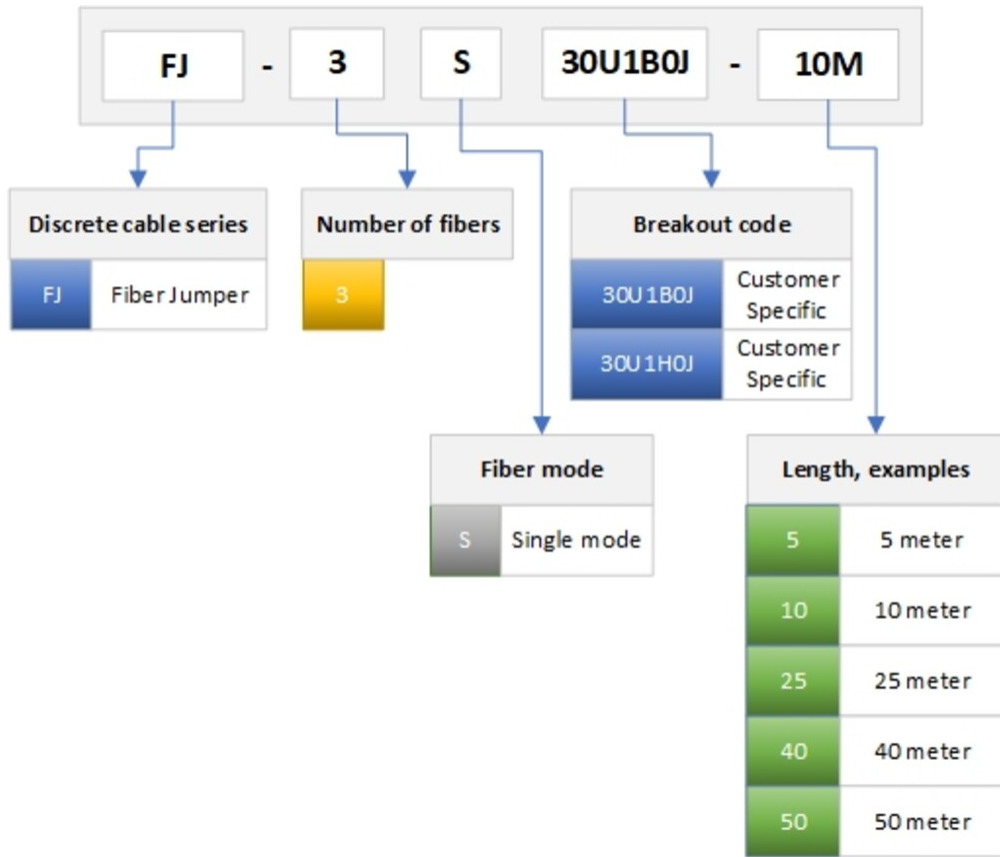 FJ - 3 S 30U1B0J - 10M
Discrete cable series
FJ Fiber Jumper
Number of fibers
3
Breakout code
30U1B0J Customer
Specific
30U1H0J Customer
Specific
Fiber mode
S Single mode
Length, examples
5 5 meter
10 10 meter
25 25 meter
40 40 meter
50 50 meter